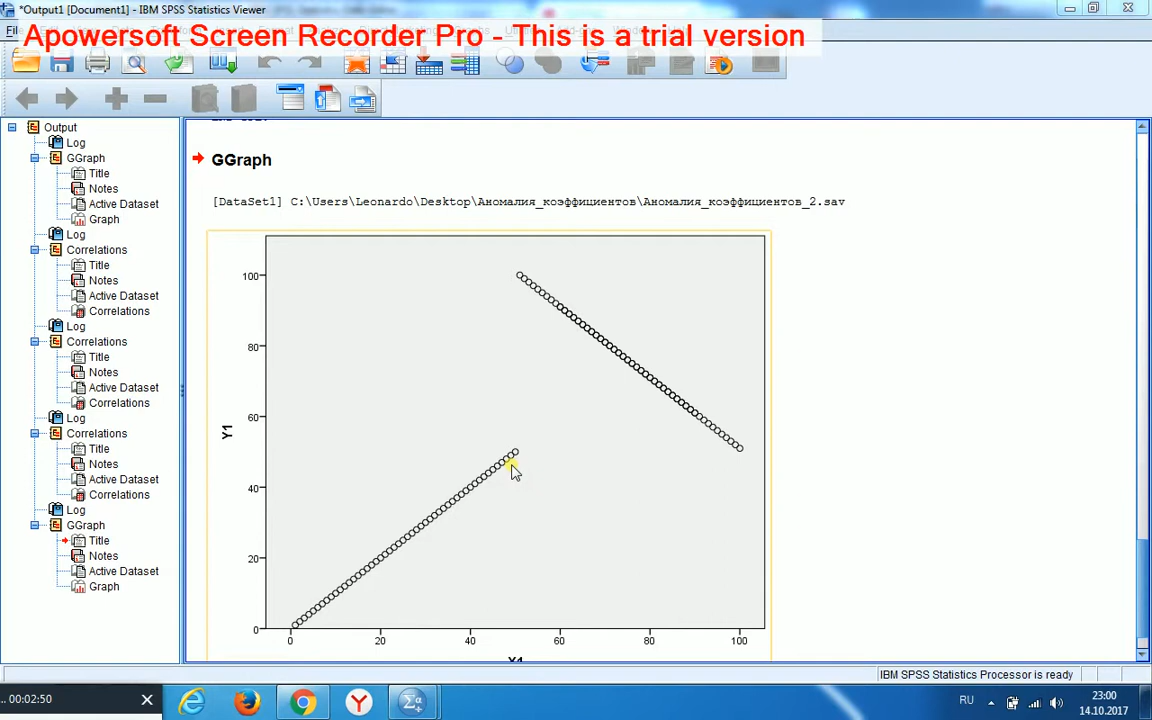 *Output1 [Document1] - IBM SPSS Statistics Viewer
Apowersoft Screen Recorder Pro - This is a trial version
Output
Log
GGraph
Title
Notes
Active Dataset
Graph
Log
Correlations
Title
Notes
Active Dataset
Correlations
Log
Correlations
Title
Notes
Active Dataset
Correlations
Log
Correlations
Title
Notes
Active Dataset
Correlations
Log
GGraph
Title
Notes
Active Dataset
Graph
GGraph
[DataSet1] C:\Users\Leonardo\Desktop\Аномалия_коэффициентов\Аномалия_коэффициентов_2.sav
100
80
60
40
20
0
Y1
0 20 40 60 80 100
X1
IBM SPSS Statistics Processor is ready
.. 00:02:50
RU
23:00
14.10.2017